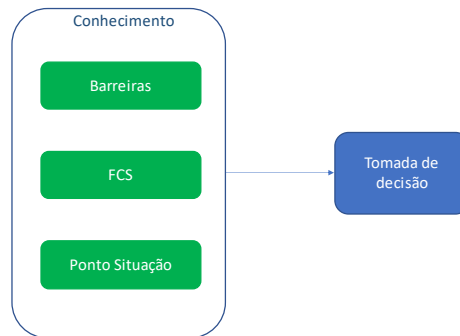 Conhecimento
Barreiras
FCS
Ponto Situação
Tomada de
decisão